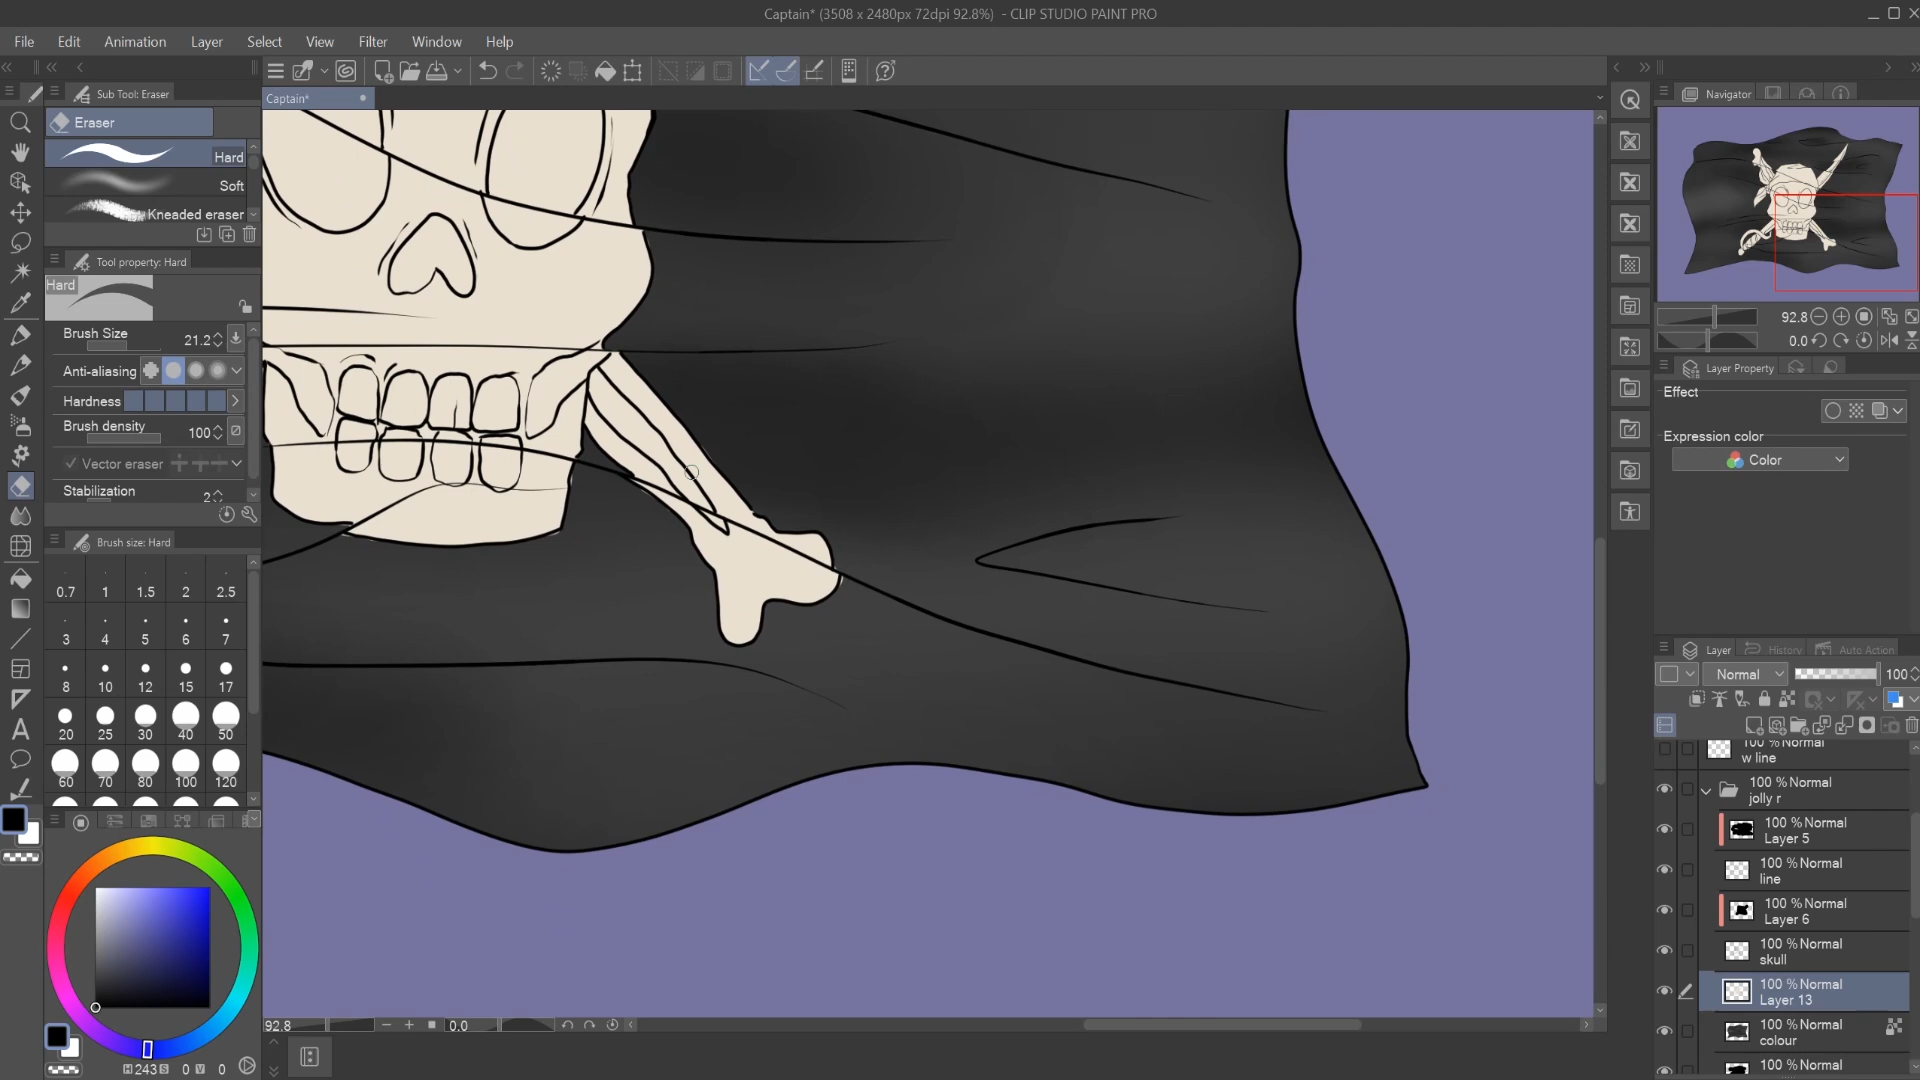 Captain* (3508 x 2480px 72dpi 92.8%) - CLIP STUDIO PAINT PRO
File Edit Animation Layer Select View Filter Window Help
Sub Tool: Eraser
Eraser
Hard
Soft
Kneaded eraser
Tool property: Hard
Hard
Brush Size 21.2
Anti-aliasing
Hardness
Brush density 100
Vector eraser
Stabilization 2
Brush size: Hard
0.7 1 1.5 2 2.5
3 4 5 6 7
8 10 12 15 17
20 25 30 40 50
60 70 80 100 120
H 243 S 0 V 0
Captain*
92.8 0.0
Navigator
92.8
0.0
Layer Property
Effect
Expression color
Color
Layer History Auto Action
Normal 100
100 % Normal
w line
100 % Normal
jolly r
100 % Normal
Layer 5
100 % Normal
line
100 % Normal
Layer 6
100 % Normal
skull
100 % Normal
Layer 13
100 % Normal
colour
100 % Normal